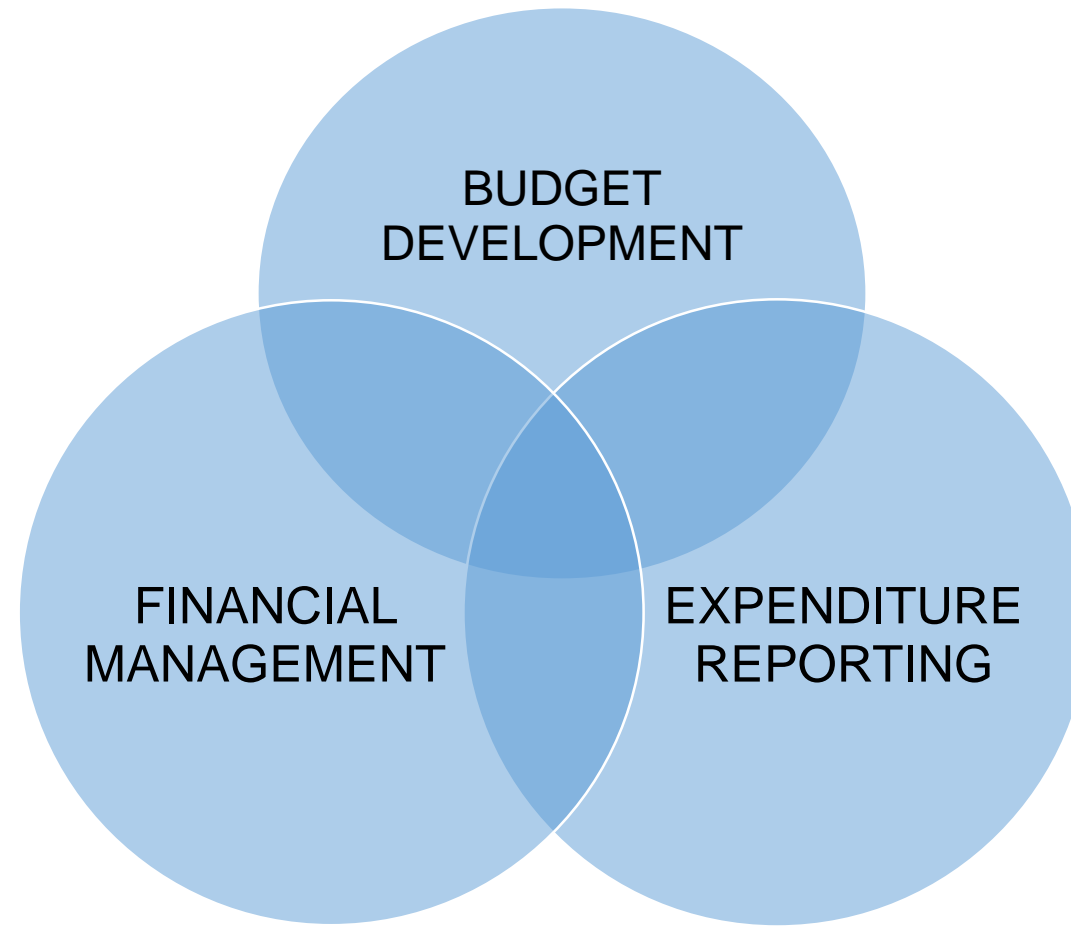 BUDGET
DEVELOPMENT
FINANCIAL
MANAGEMENT
EXPENDITURE
REPORTING